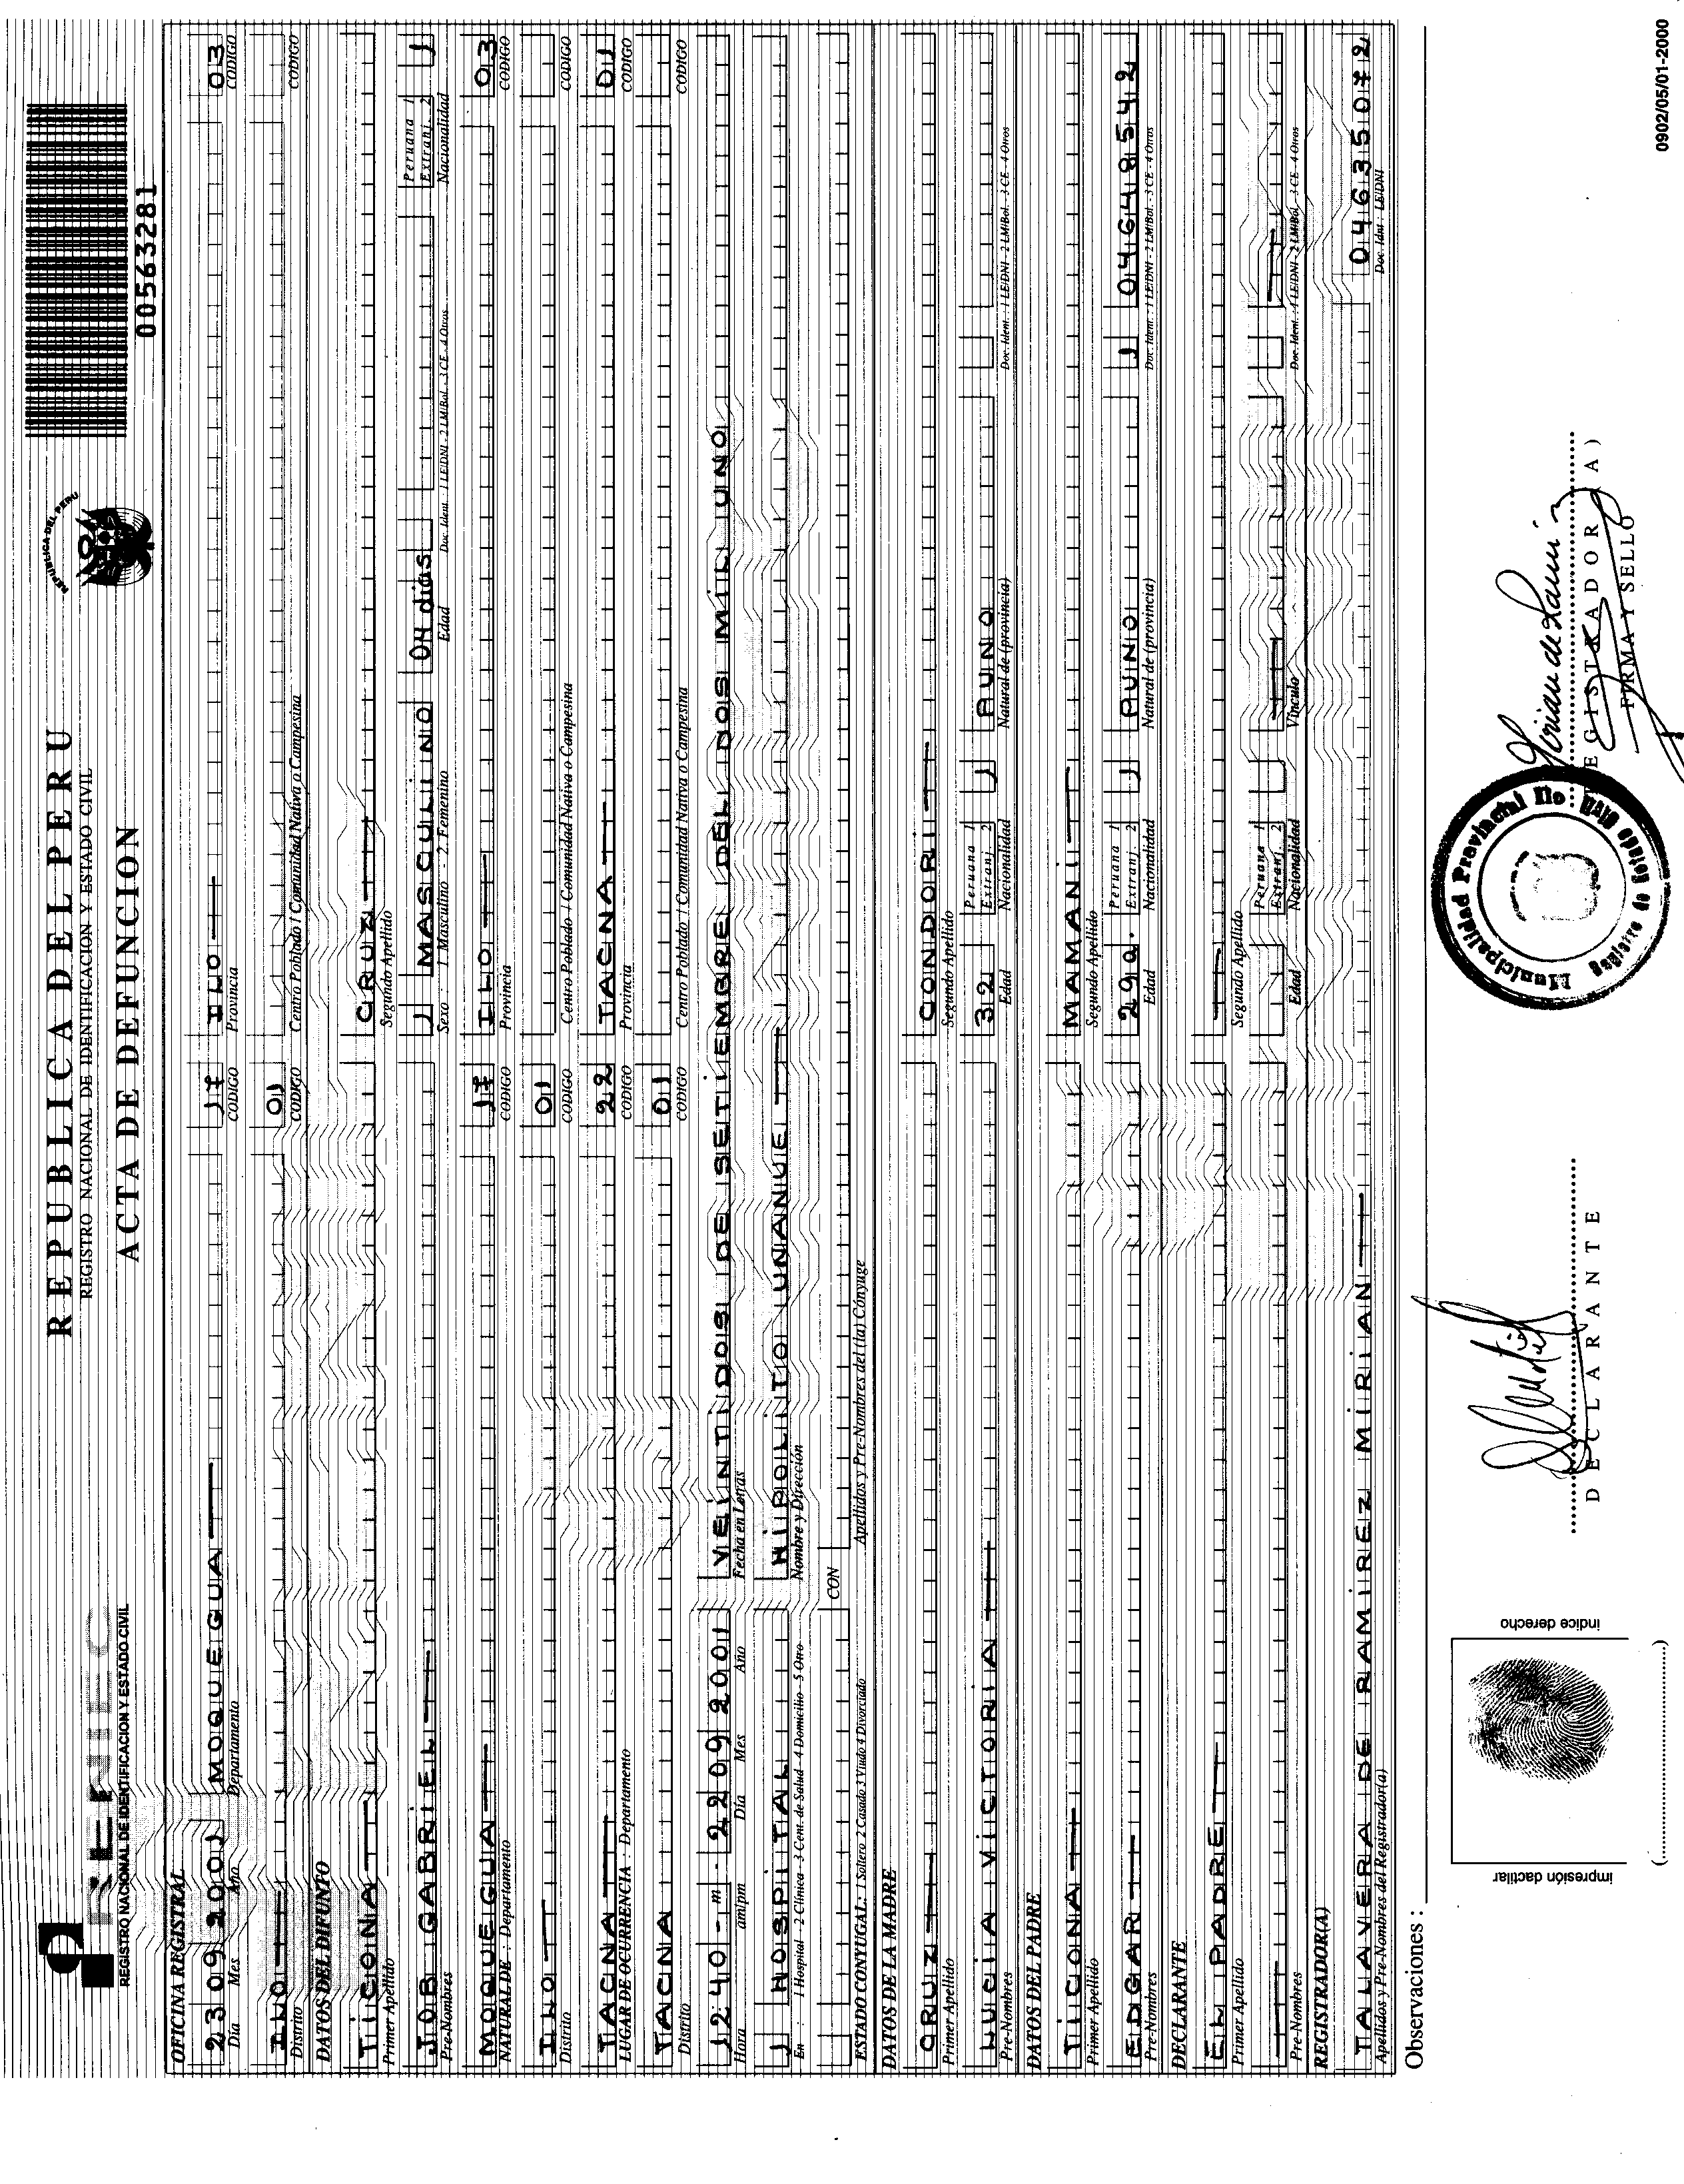 REPUBLICA DEL PERU
REGISTRO NACIONAL DE IDENTIFICACION Y ESTADO CIVIL
ACTA DE DEFUNCION
RENIEC
REGISTRO NACIONAL DE IDENTIFICACION Y ESTADO CIVIL
REPUBLICA DEL PERU
00563281
OFICINA REGISTRAL
23 09 2001 MOQUEGUA 17 ILO 03
Día Mes Año Departamento CODIGO Provincia CODIGO
ILO 01
Distrito CODIGO Centro Poblado / Comunidad Nativa o Campesina CODIGO
DATOS DEL DIFUNTO
TICONA CRUZ
Primer Apellido Segundo Apellido
JOB GABRIEL 1 MASCULINO 04 días Peruana 1 Extranj. 2 1
Pre-Nombres Sexo : 1 Masculino - 2 Femenino Edad Doc. Ident. : 1 LE/DNI - 2 LM/Bol. - 3 CE - 4 Otros Nacionalidad
MOQUEGUA 17 ILO 03
NATURAL DE : Departamento CODIGO Provincia CODIGO
ILO 01
Distrito CODIGO Centro Poblado / Comunidad Nativa o Campesina CODIGO
TACNA 22 TACNA 01
LUGAR DE OCURRENCIA : Departamento CODIGO Provincia CODIGO
TACNA 01
Distrito CODIGO Centro Poblado / Comunidad Nativa o Campesina CODIGO
12:40 - m. 22 09 2001 VEINTIDOS DE SETIEMBRE DEL DOS MIL UNO
Hora am/pm Día Mes Año Fecha en Letras
1 HOSPITAL HIPOLITO UNANUE
En : 1 Hospital - 2 Clínica - 3 Cent. de Salud - 4 Domicilio - 5 Otro Nombre y Dirección
CON
ESTADO CONYUGAL: 1 Soltero 2 Casado 3 Viudo 4 Divorciado Apellidos y Pre-Nombres del (la) Cónyuge
DATOS DE LA MADRE
CRUZ CONDORI
Primer Apellido Segundo Apellido
LUCIA VICTORIA 32 Peruana 1 Extranj. 2 1 PUNO
Pre-Nombres Edad Nacionalidad Natural de (provincia) Doc. Ident. : 1 LE/DNI - 2 LM/Bol. - 3 CE - 4 Otros
DATOS DEL PADRE
TICONA MAMANI
Primer Apellido Segundo Apellido
EDGAR 29a. Peruana 1 Extranj. 2 1 PUNO 1 04648542
Pre-Nombres Edad Nacionalidad Natural de (provincia) Doc. Ident. : 1 LE/DNI - 2 LM/Bol. - 3 CE - 4 Otros
DECLARANTE
EL PADRE
Primer Apellido Segundo Apellido
Peruana 1 Extranj. 2
Pre-Nombres Edad Nacionalidad Vínculo Doc. Ident. : 1 LE/DNI - 2 LM/Bol. - 3 CE - 4 Otros
REGISTRADOR(A)
TALAVERA DE RAMIREZ MIRIAN 04635072
Apellidos y Pre-Nombres del Registrador(a) Doc. Idnt : LE/DNI
Observaciones :
impresión dactilar
índice derecho
(....................)
DECLARANTE
Municipalidad Provincial Ilo
REGISTRADOR (A)
FIRMA Y SELLO
0902/05/01-2000